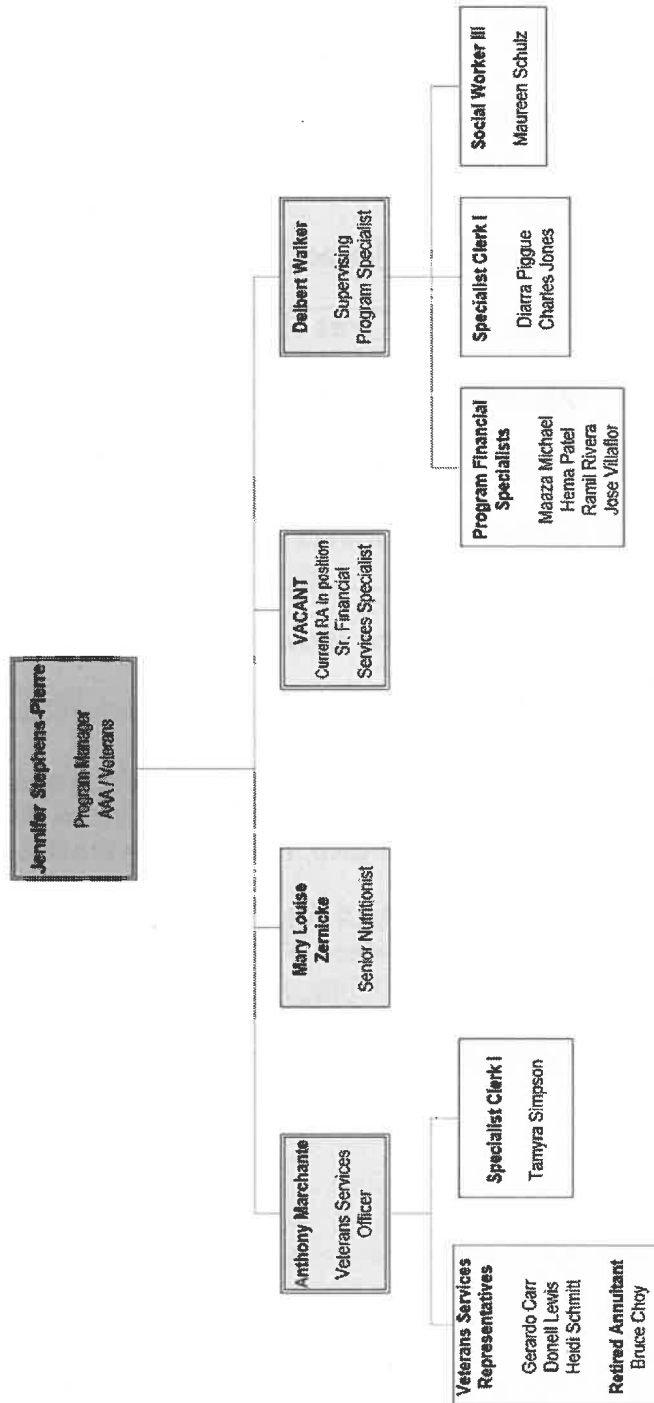 Jennifer Stephens-Pierre
Program Manager
AAA / Veterans
Anthony Marchante
Veterans Services
Officer
Mary Louise
Zernicke
Senior Nutritionist
VACANT
Current RA in position
Sr. Financial
Services Specialist
Delbert Walker
Supervising
Program Specialist
Veterans Services
Representatives
Gerardo Carr
Donell Lewis
Heidi Schmitt
Retired Annuitant
Bruce Choy
Specialist Clerk I
Tamyra Simpson
Program Financial
Specialists
Maaza Michael
Hema Patel
Ramil Rivera
Jose Villaflor
Specialist Clerk I
Diarra Piggue
Charles Jones
Social Worker III
Maureen Schulz